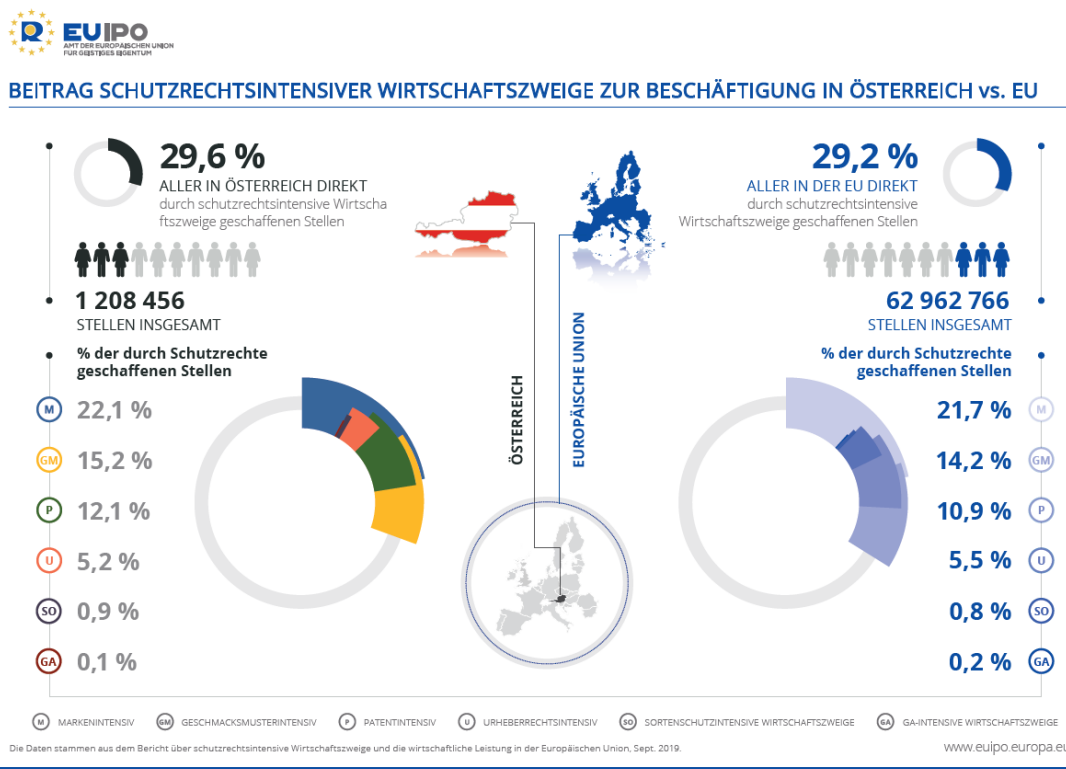 EUIPO
AMT DER EUROPÄISCHEN UNION
FÜR GEISTIGES EIGENTUM
BEITRAG SCHUTZRECHTSINTENSIVER WIRTSCHAFTSZWEIGE ZUR BESCHÄFTIGUNG IN ÖSTERREICH vs. EU
29,6 %
ALLER IN ÖSTERREICH DIREKT
durch schutzrechtsintensive Wirtscha
ftszweige geschaffenen Stellen
1 208 456
STELLEN INSGESAMT
% der durch Schutzrechte
geschaffenen Stellen
M 22,1 %
GM 15,2 %
P 12,1 %
U 5,2 %
SO 0,9 %
GA 0,1 %
ÖSTERREICH
EUROPÄISCHE UNION
29,2 %
ALLER IN DER EU DIREKT
durch schutzrechtsintensive
Wirtschaftszweige geschaffenen Stellen
62 962 766
STELLEN INSGESAMT
% der durch Schutzrechte
geschaffenen Stellen
21,7 % M
14,2 % GM
10,9 % P
5,5 % U
0,8 % SO
0,2 % GA
M MARKENINTENSIV GM GESCHMACKSMUSTERINTENSIV P PATENTINTENSIV U URHEBERRECHTSINTENSIV SO SORTENSCHUTZINTENSIVE WIRTSCHAFTSZWEIGE GA GA-INTENSIVE WIRTSCHAFTSZWEIGE
Die Daten stammen aus dem Bericht über schutzrechtsintensive Wirtschaftszweige und die wirtschaftliche Leistung in der Europäischen Union, Sept. 2019.
www.euipo.europa.eu